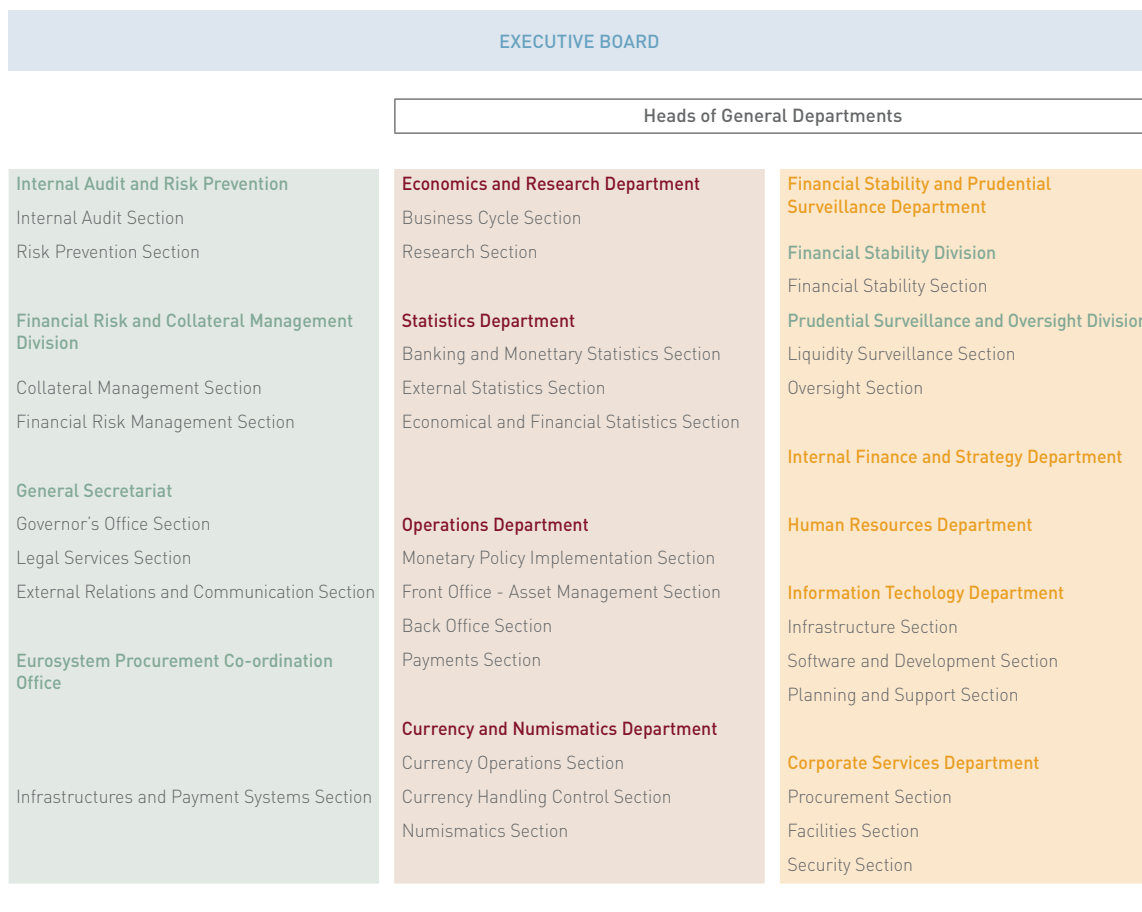 EXECUTIVE BOARD
Heads of General Departments
Internal Audit and Risk Prevention
Internal Audit Section
Risk Prevention Section
Financial Risk and Collateral Management
Division
Collateral Management Section
Financial Risk Management Section
General Secretariat
Governor's Office Section
Legal Services Section
External Relations and Communication Section
Eurosystem Procurement Co-ordination
Office
Infrastructures and Payment Systems Section
Economics and Research Department
Business Cycle Section
Research Section
Statistics Department
Banking and Monettary Statistics Section
External Statistics Section
Economical and Financial Statistics Section
Operations Department
Monetary Policy Implementation Section
Front Office - Asset Management Section
Back Office Section
Payments Section
Currency and Numismatics Department
Currency Operations Section
Currency Handling Control Section
Numismatics Section
Financial Stability and Prudential
Surveillance Department
Financial Stability Division
Financial Stability Section
Prudential Surveillance and Oversight Division
Liquidity Surveillance Section
Oversight Section
Internal Finance and Strategy Department
Human Resources Department
Information Techology Department
Infrastructure Section
Software and Development Section
Planning and Support Section
Corporate Services Department
Procurement Section
Facilities Section
Security Section